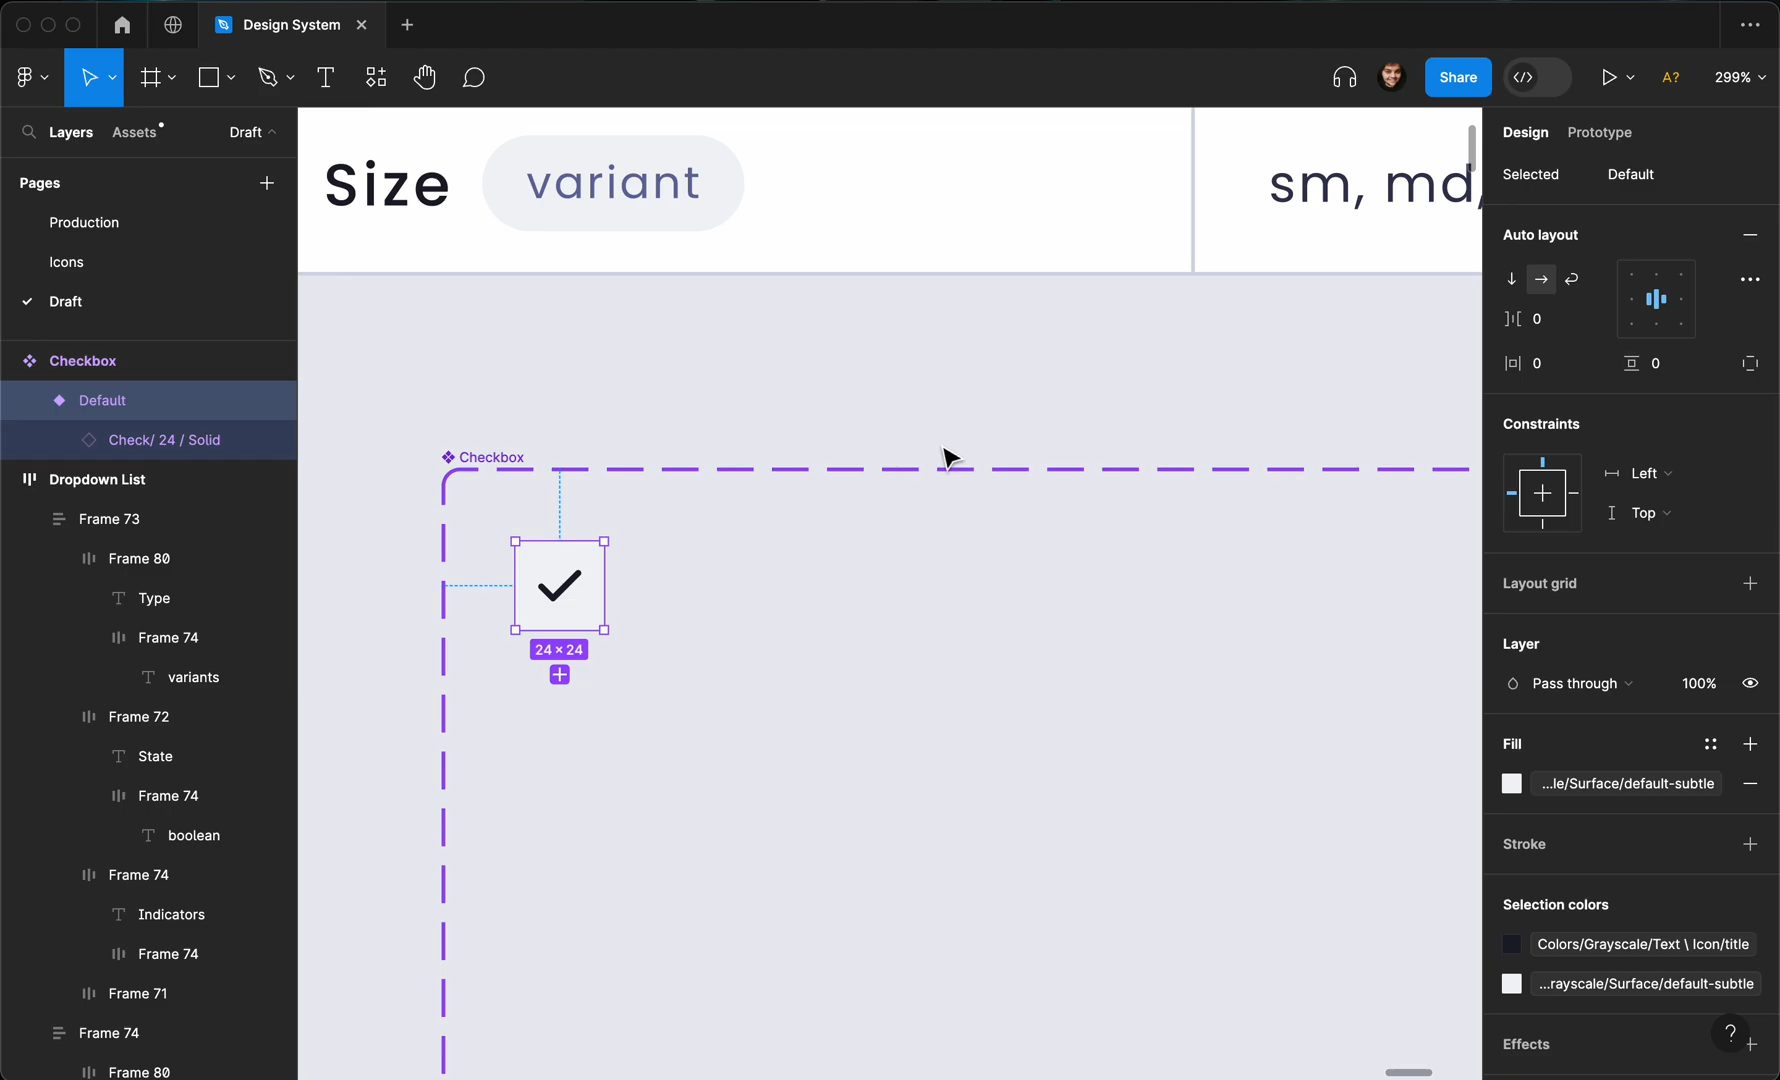 Design System
Share
A?
299%
Layers
Assets
Draft
Design
Prototype
Selected
Default
Pages
Production
Icons
Draft
Checkbox
Default
Check/ 24 / Solid
Dropdown List
Frame 73
Frame 80
Type
Frame 74
variants
Frame 72
State
Frame 74
boolean
Frame 74
Indicators
Frame 74
Frame 71
Frame 74
Frame 80
Size
variant
sm, md,
Checkbox
24 × 24
Auto layout
0
0
0
Constraints
Left
Top
Layout grid
Layer
Pass through
100%
Fill
...le/Surface/default-subtle
Stroke
Selection colors
Colors/Grayscale/Text \ Icon/title
...rayscale/Surface/default-subtle
Effects
?